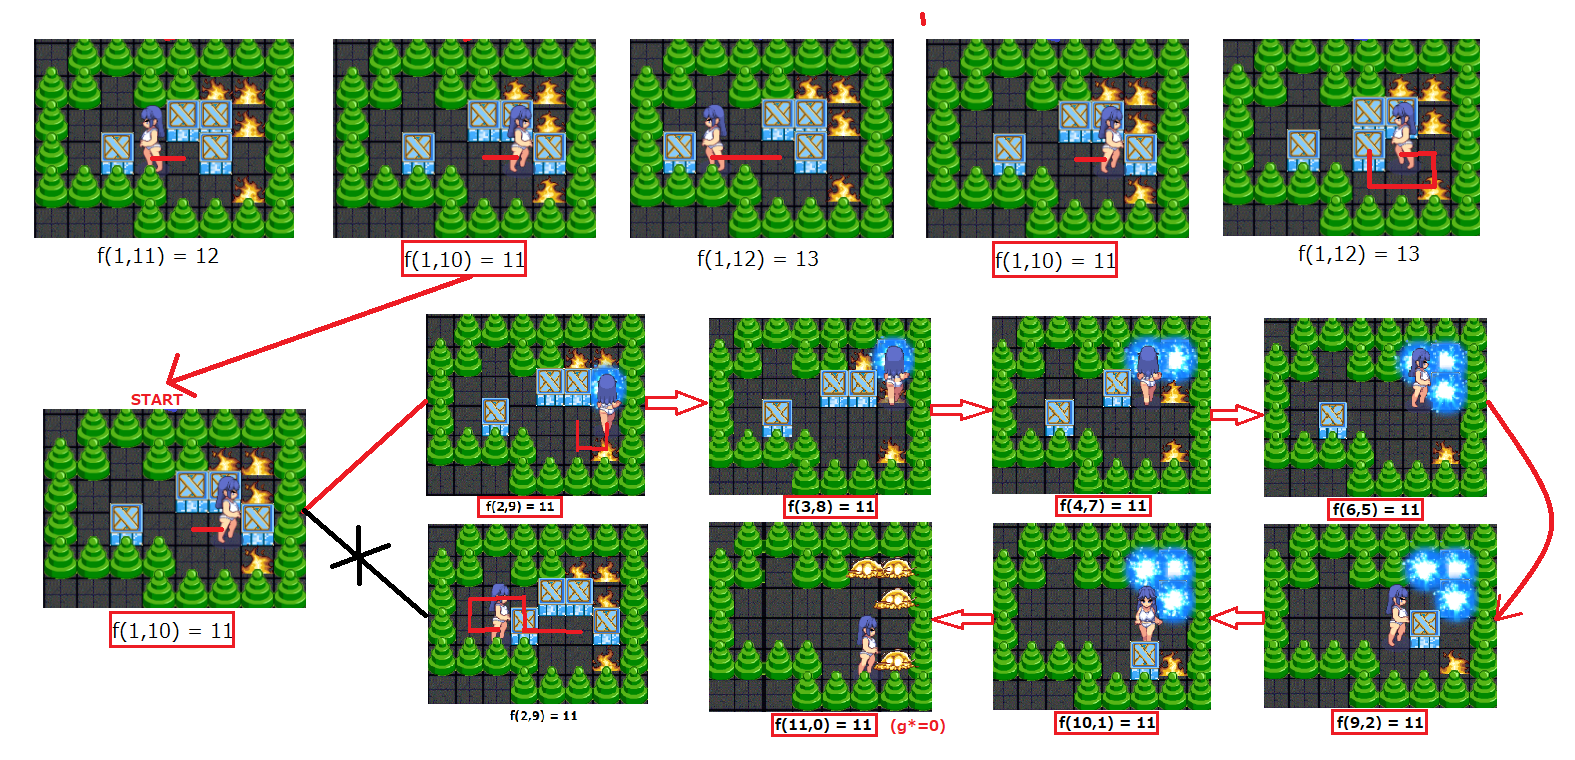 f(1,11) = 12
f(1,10) = 11
f(1,12) = 13
f(1,10) = 11
f(1,12) = 13
START
f(1,10) = 11
f(2,9) = 11
f(3,8) = 11
f(4,7) = 11
f(6,5) = 11
f(2,9) = 11
f(11,0) = 11 (g*=0)
f(10,1) = 11
f(9,2) = 11